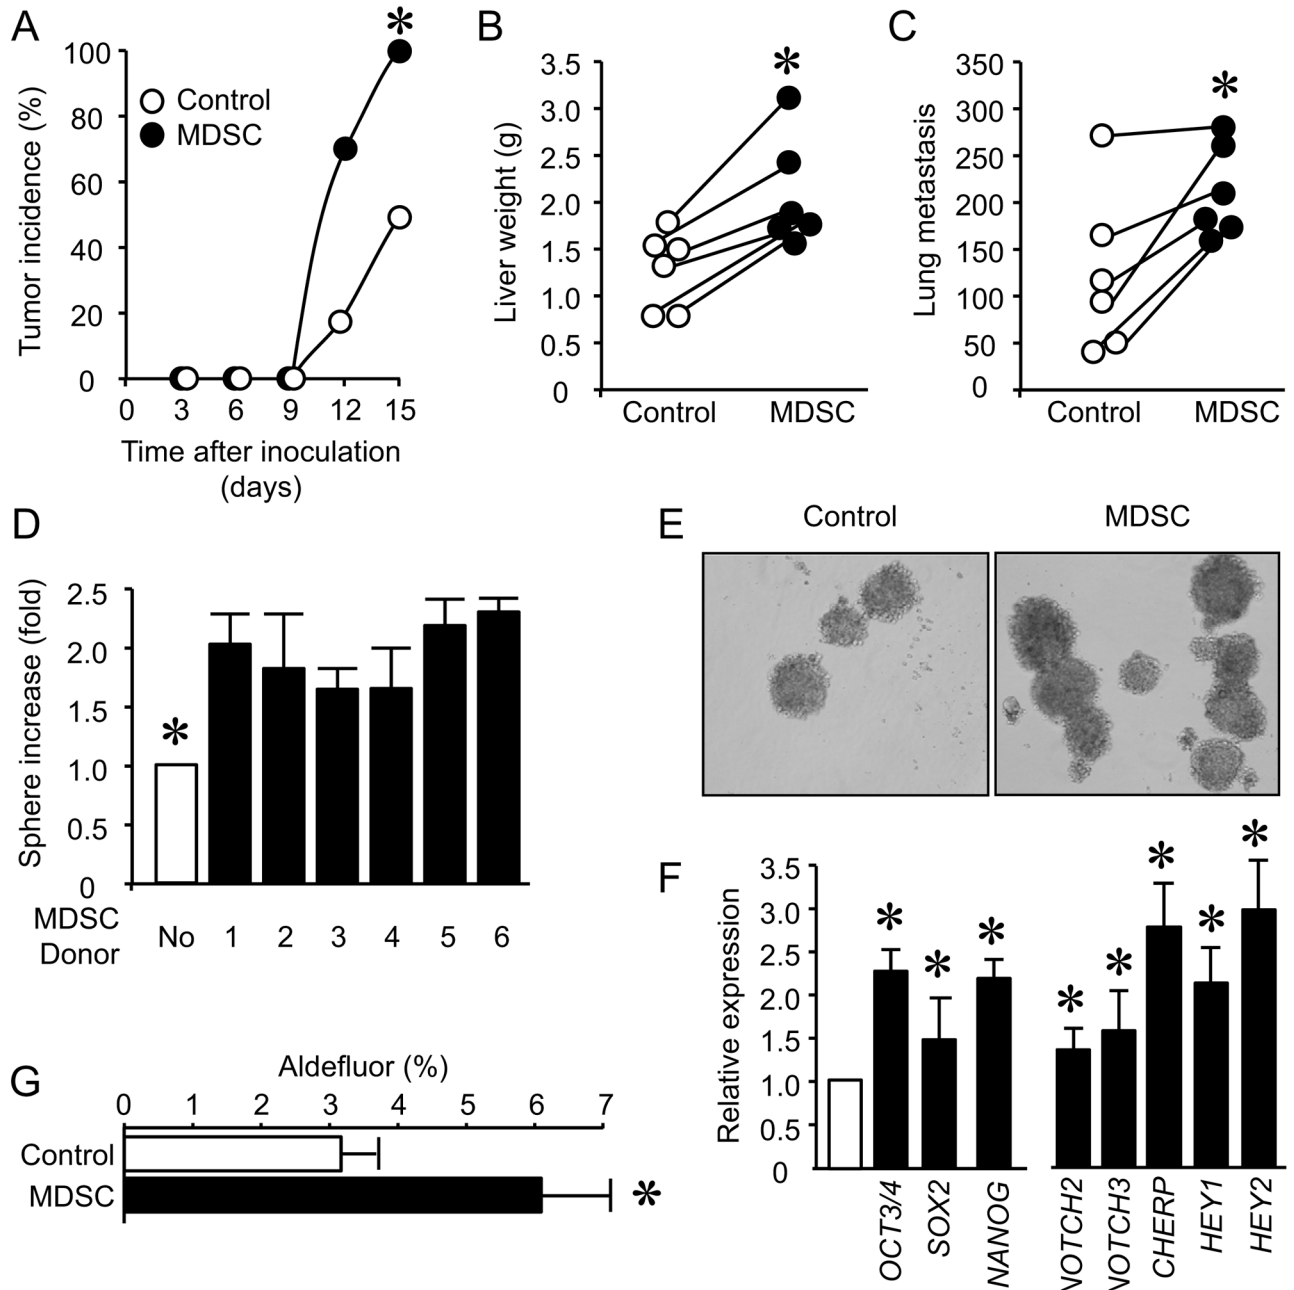 A
*
Tumor incidence (%)
100
80
60
40
20
0
Control
MDSC
0 3 6 9 12 15
Time after inoculation
(days)
B
*
Liver weight (g)
3.5
3.0
2.5
2.0
1.5
1.0
0.5
0
Control MDSC
C
*
Lung metastasis
350
300
250
200
150
100
50
0
Control MDSC
D
Sphere increase (fold)
2.5
2.0
1.5
1.0
0.5
0
*
MDSC
Donor
No 1 2 3 4 5 6
E
Control MDSC
F
Relative expression
3.5
3.0
2.5
2.0
1.5
1.0
0.5
0
* * * * * * * *
OCT3/4
SOX2
NANOG
NOTCH2
NOTCH3
CHERP
HEY1
HEY2
G
Aldefluor (%)
0 1 2 3 4 5 6 7
Control
MDSC *